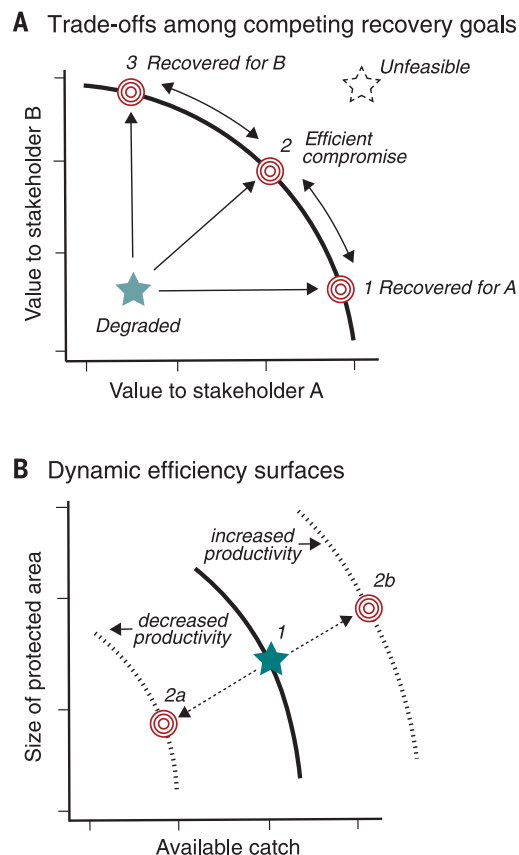 A Trade-offs among competing recovery goals
3 Recovered for B
Unfeasible
2 Efficient
compromise
1 Recovered for A
Degraded
Value to stakeholder B
Value to stakeholder A
B Dynamic efficiency surfaces
increased
productivity
2b
decreased
productivity
1
2a
Size of protected area
Available catch